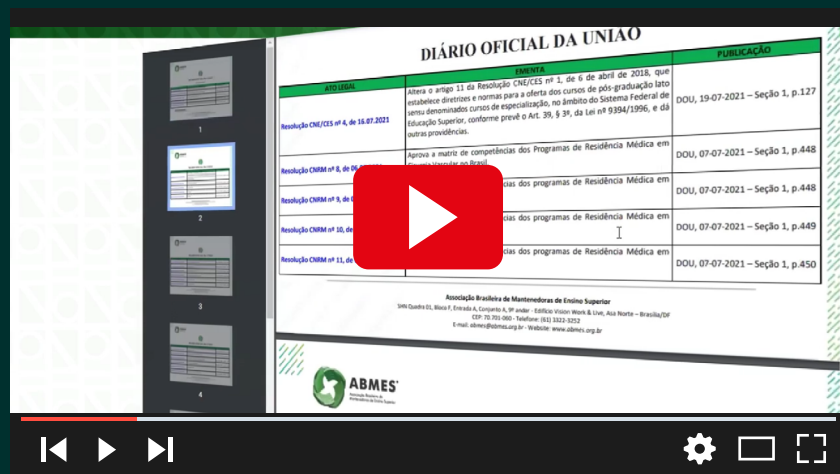 DIÁRIO OFICIAL DA UNIÃO
ATO LEGAL
EMENTA
PUBLICAÇÃO
Resolução CNE/CES nº 4, de 16.07.2021
Altera o artigo 11 da Resolução CNE/CES nº 1, de 6 de abril de 2018, que
estabelece diretrizes e normas para a oferta dos cursos de pós-graduação lato
sensu denominados cursos de especialização, no âmbito do Sistema Federal de
Educação Superior, conforme prevê o Art. 39, § 3º, da Lei nº 9394/1996, e dá
outras providências.
DOU, 19-07-2021 – Seção 1, p.127
Resolução CNRM nº 8, de 06
Aprova a matriz de competências dos Programas de Residência Médica em
Vascular no Brasil.
DOU, 07-07-2021 – Seção 1, p.448
Resolução CNRM nº 9, de
cias dos programas de Residência Médica em
DOU, 07-07-2021 – Seção 1, p.448
Resolução CNRM nº 10, de
cias dos programas de Residência Médica em
DOU, 07-07-2021 – Seção 1, p.449
Resolução CNRM nº 11, de
cias dos programas de Residência Médica em
DOU, 07-07-2021 – Seção 1, p.450
Associação Brasileira de Mantenedoras de Ensino Superior
SHN Quadra 01, Bloco F, Entrada A, Conjunto A, 9º andar - Edifício Vision Work & Live, Asa Norte – Brasília/DF
CEP: 70.701-060 - Telefone: (61) 3322-3252
E-mail: abmes@abmes.org.br - Website: www.abmes.org.br
1
2
3
4
ABMES